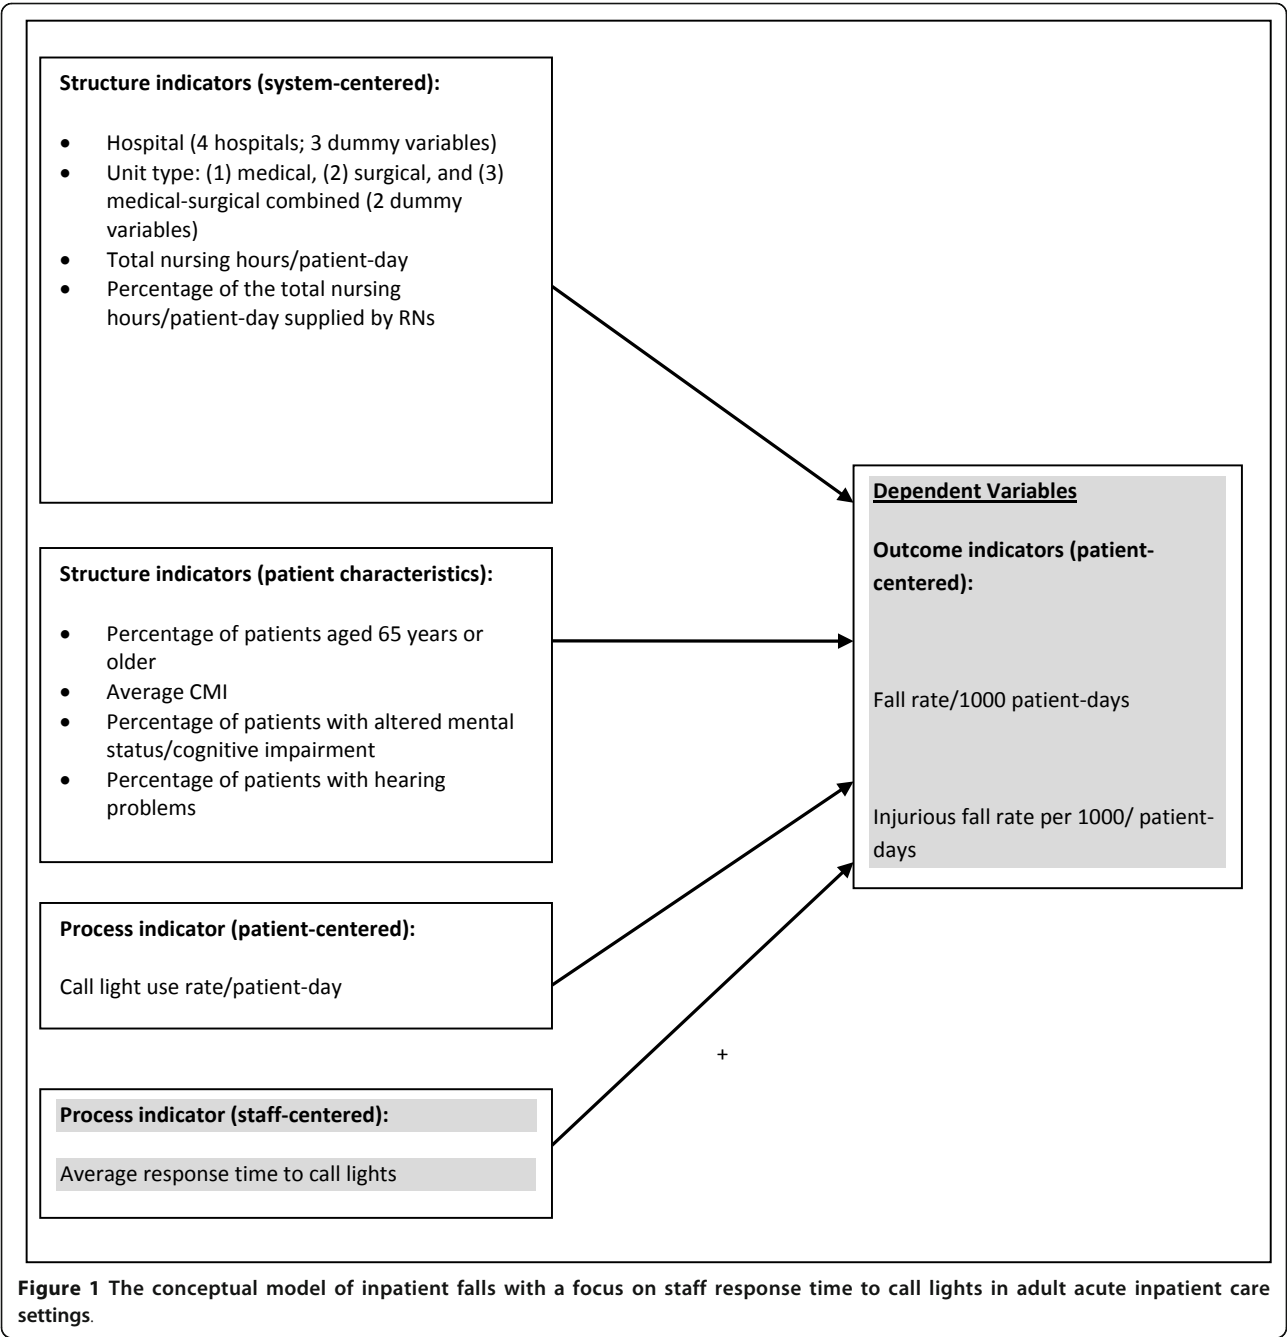 Structure indicators (system-centered):
• Hospital (4 hospitals; 3 dummy variables)
• Unit type: (1) medical, (2) surgical, and (3)
medical-surgical combined (2 dummy
variables)
• Total nursing hours/patient-day
• Percentage of the total nursing
hours/patient-day supplied by RNs
Structure indicators (patient characteristics):
• Percentage of patients aged 65 years or
older
• Average CMI
• Percentage of patients with altered mental
status/cognitive impairment
• Percentage of patients with hearing
problems
Process indicator (patient-centered):
Call light use rate/patient-day
Process indicator (staff-centered):
Average response time to call lights
+
Dependent Variables
Outcome indicators (patient-
centered):
Fall rate/1000 patient-days
Injurious fall rate per 1000/ patient-
days
Figure 1 The conceptual model of inpatient falls with a focus on staff response time to call lights in adult acute inpatient care
settings.